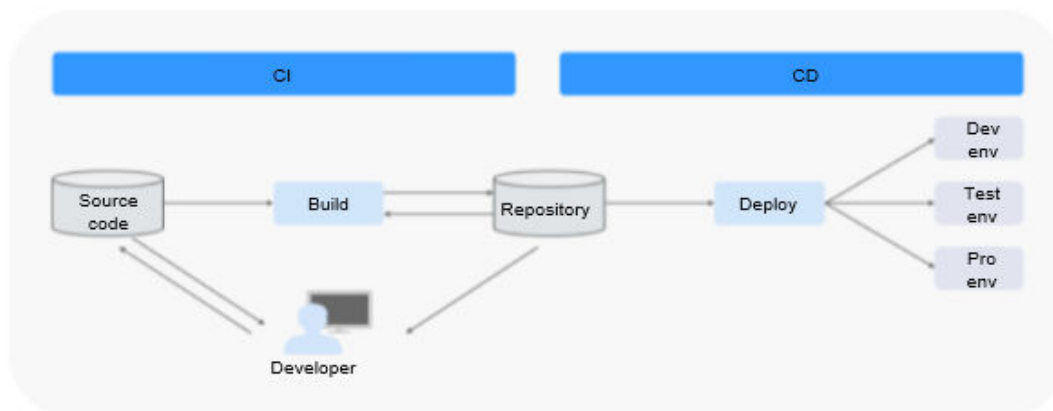 CI
CD
Dev
env
Source
code
Build
Repository
Deploy
Test
env
Pro
env
Developer